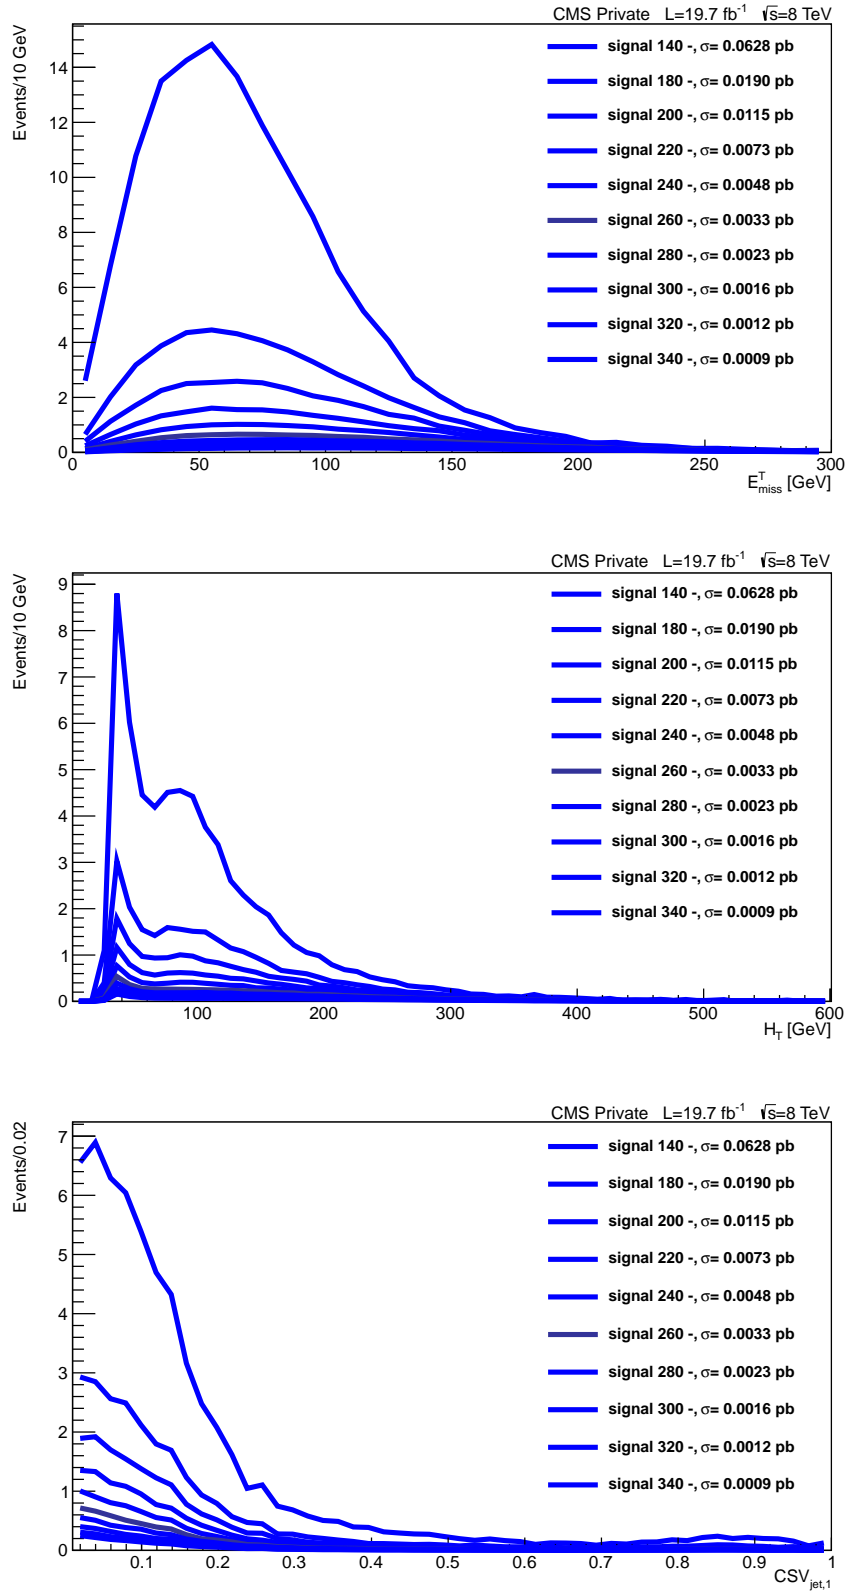 CMS Private L=19.7 fb⁻¹ √s=8 TeV
Events/10 GeV
14
12
10
8
6
4
2
0
signal 140 -, σ= 0.0628 pb
signal 180 -, σ= 0.0190 pb
signal 200 -, σ= 0.0115 pb
signal 220 -, σ= 0.0073 pb
signal 240 -, σ= 0.0048 pb
signal 260 -, σ= 0.0033 pb
signal 280 -, σ= 0.0023 pb
signal 300 -, σ= 0.0016 pb
signal 320 -, σ= 0.0012 pb
signal 340 -, σ= 0.0009 pb
0 50 100 150 200 250 300
E^T_miss [GeV]
CMS Private L=19.7 fb⁻¹ √s=8 TeV
Events/10 GeV
9
8
7
6
5
4
3
2
1
0
signal 140 -, σ= 0.0628 pb
signal 180 -, σ= 0.0190 pb
signal 200 -, σ= 0.0115 pb
signal 220 -, σ= 0.0073 pb
signal 240 -, σ= 0.0048 pb
signal 260 -, σ= 0.0033 pb
signal 280 -, σ= 0.0023 pb
signal 300 -, σ= 0.0016 pb
signal 320 -, σ= 0.0012 pb
signal 340 -, σ= 0.0009 pb
100 200 300 400 500 600
H_T [GeV]
CMS Private L=19.7 fb⁻¹ √s=8 TeV
Events/0.02
7
6
5
4
3
2
1
0
signal 140 -, σ= 0.0628 pb
signal 180 -, σ= 0.0190 pb
signal 200 -, σ= 0.0115 pb
signal 220 -, σ= 0.0073 pb
signal 240 -, σ= 0.0048 pb
signal 260 -, σ= 0.0033 pb
signal 280 -, σ= 0.0023 pb
signal 300 -, σ= 0.0016 pb
signal 320 -, σ= 0.0012 pb
signal 340 -, σ= 0.0009 pb
0.1 0.2 0.3 0.4 0.5 0.6 0.7 0.8 0.9 1
CSV_jet,1